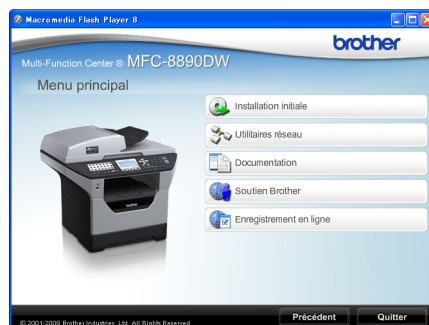 Macromedia Flash Player 8
brother
Multi-Function Center ® MFC-8890DW
Menu principal
Installation initiale
Utilitaires réseau
Documentation
Soutien Brother
Enregistrement en ligne
© 2001-2008 Brother Industries, Ltd. All Rights Reserved.
Précédent
Quitter